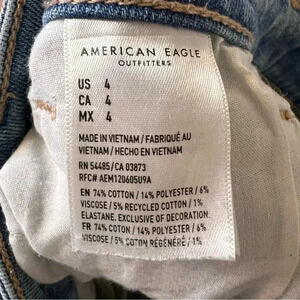 AMERICAN EAGLE
OUTFITTERS
US 4
CA 4
MX 4
MADE IN VIETNAM / FABRIQUÉ AU
VIETNAM / HECHO EN VIETNAM
RN 54485/CA 03873
RFC# AEM120605U9A
EN 74% COTTON / 14% POLYESTER / 6%
VISCOSE / 5% RECYCLED COTTON / 1%
ELASTANE, EXCLUSIVE OF DECORATION.
FR 74% COTON / 14% POLYESTER / 6%
VISCOSE / 5% COTON RÉGÉNÉRÉ / 1%